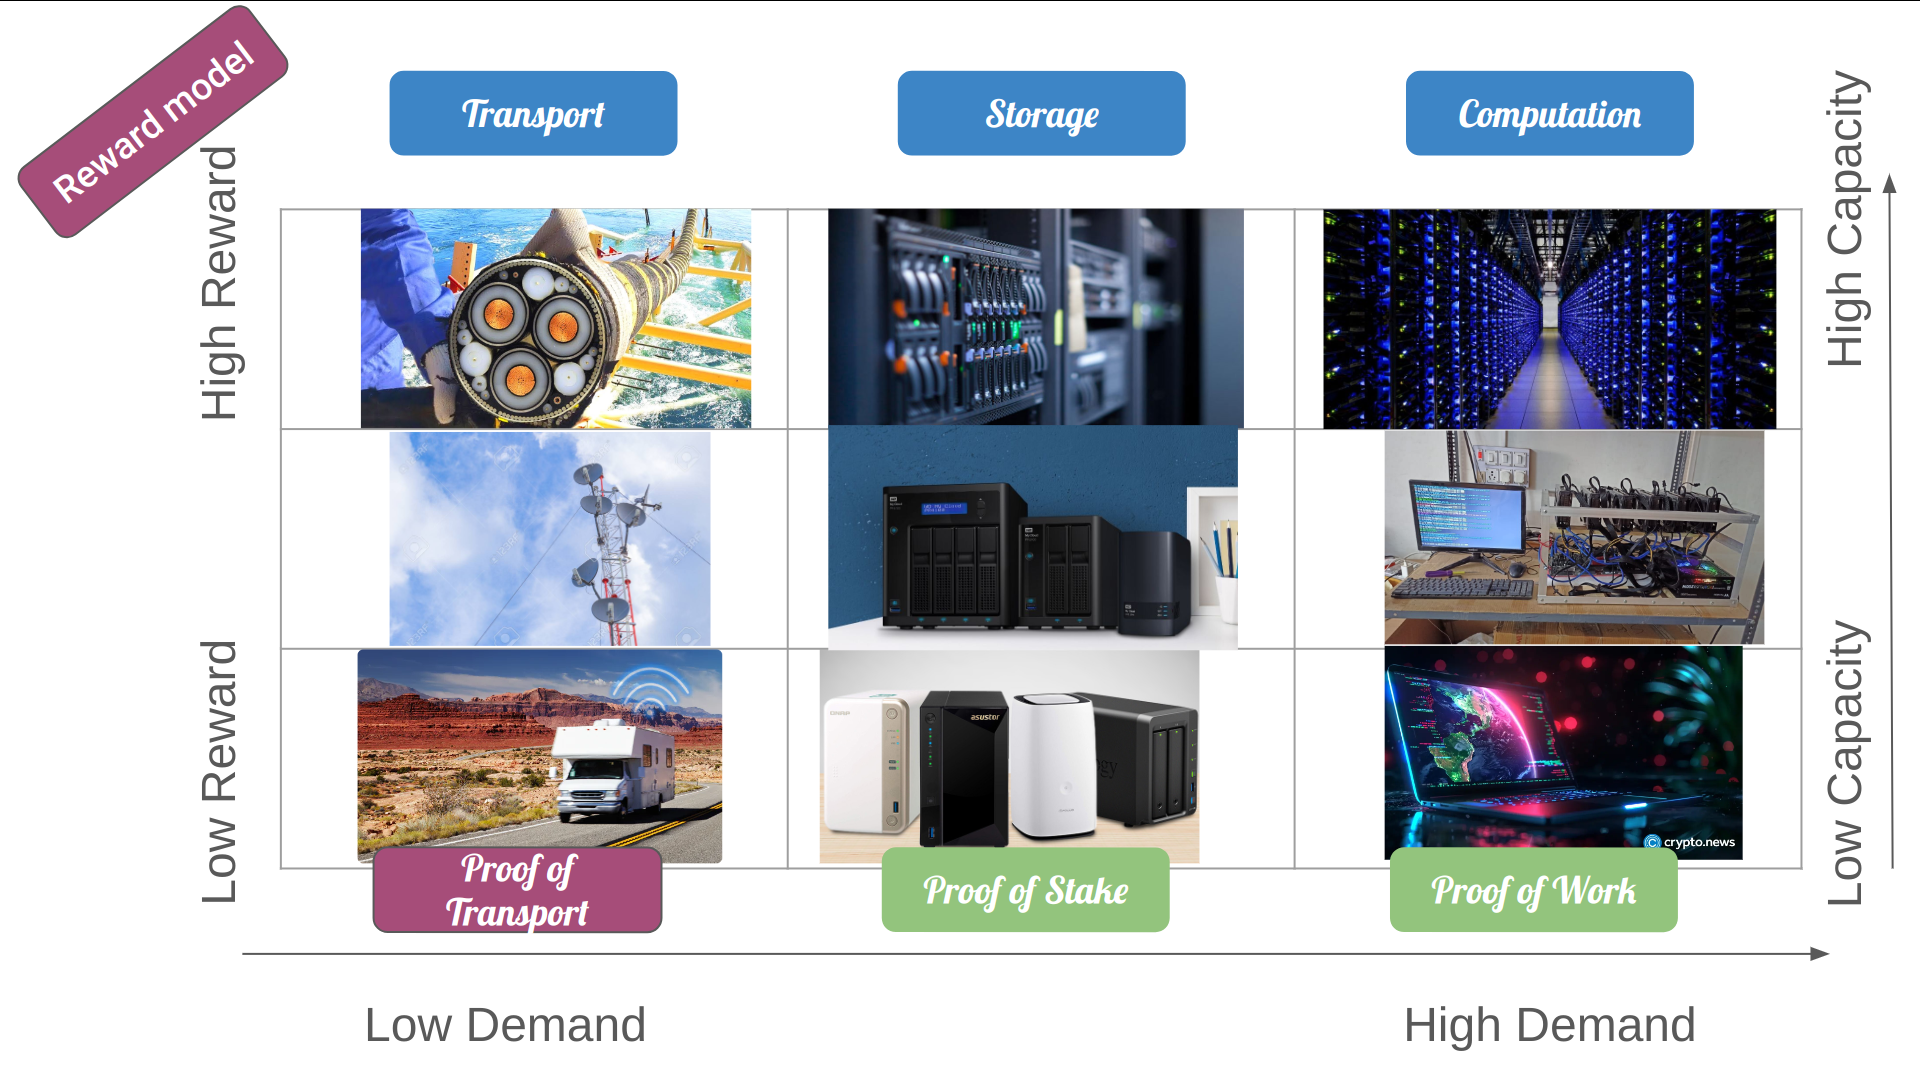 Reward model
Transport
Storage
Computation
High Reward
High Capacity
Low Reward
Low Capacity
asustor
crypto.news
Proof of
Transport
Proof of Stake
Proof of Work
Low Demand
High Demand